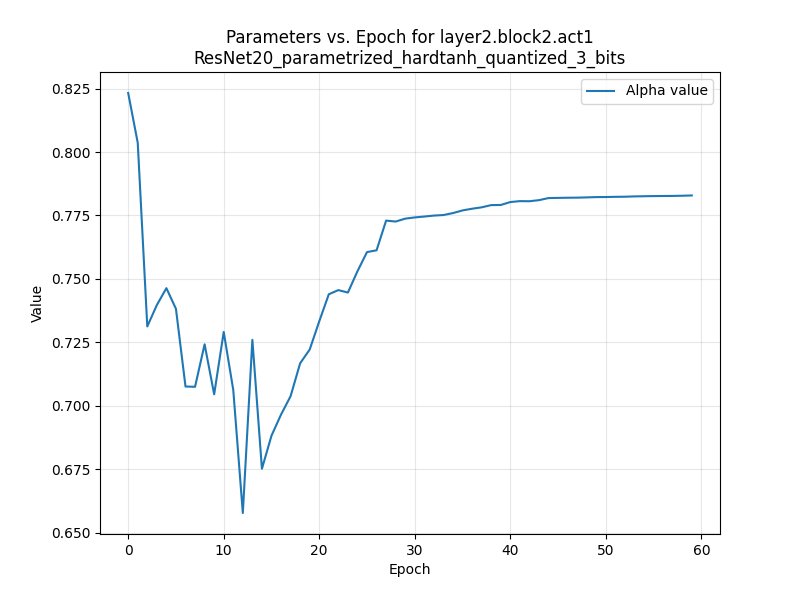 Parameters vs. Epoch for layer2.block2.act1
ResNet20_parametrized_hardtanh_quantized_3_bits
Alpha value
0.825
0.800
0.775
0.750
0.725
0.700
0.675
0.650
Value
0 10 20 30 40 50 60
Epoch